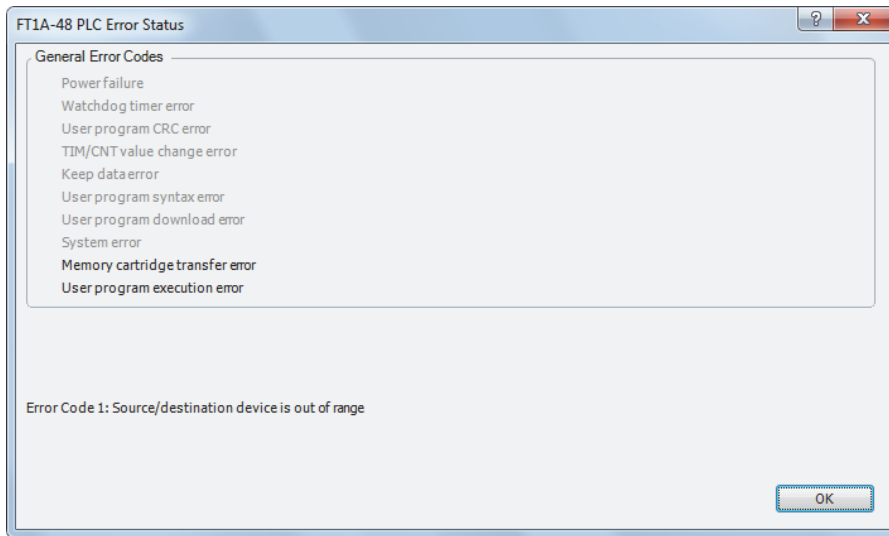 FT1A-48 PLC Error Status
General Error Codes
Power failure
Watchdog timer error
User program CRC error
TIM/CNT value change error
Keep data error
User program syntax error
User program download error
System error
Memory cartridge transfer error
User program execution error
Error Code 1: Source/destination device is out of range
OK